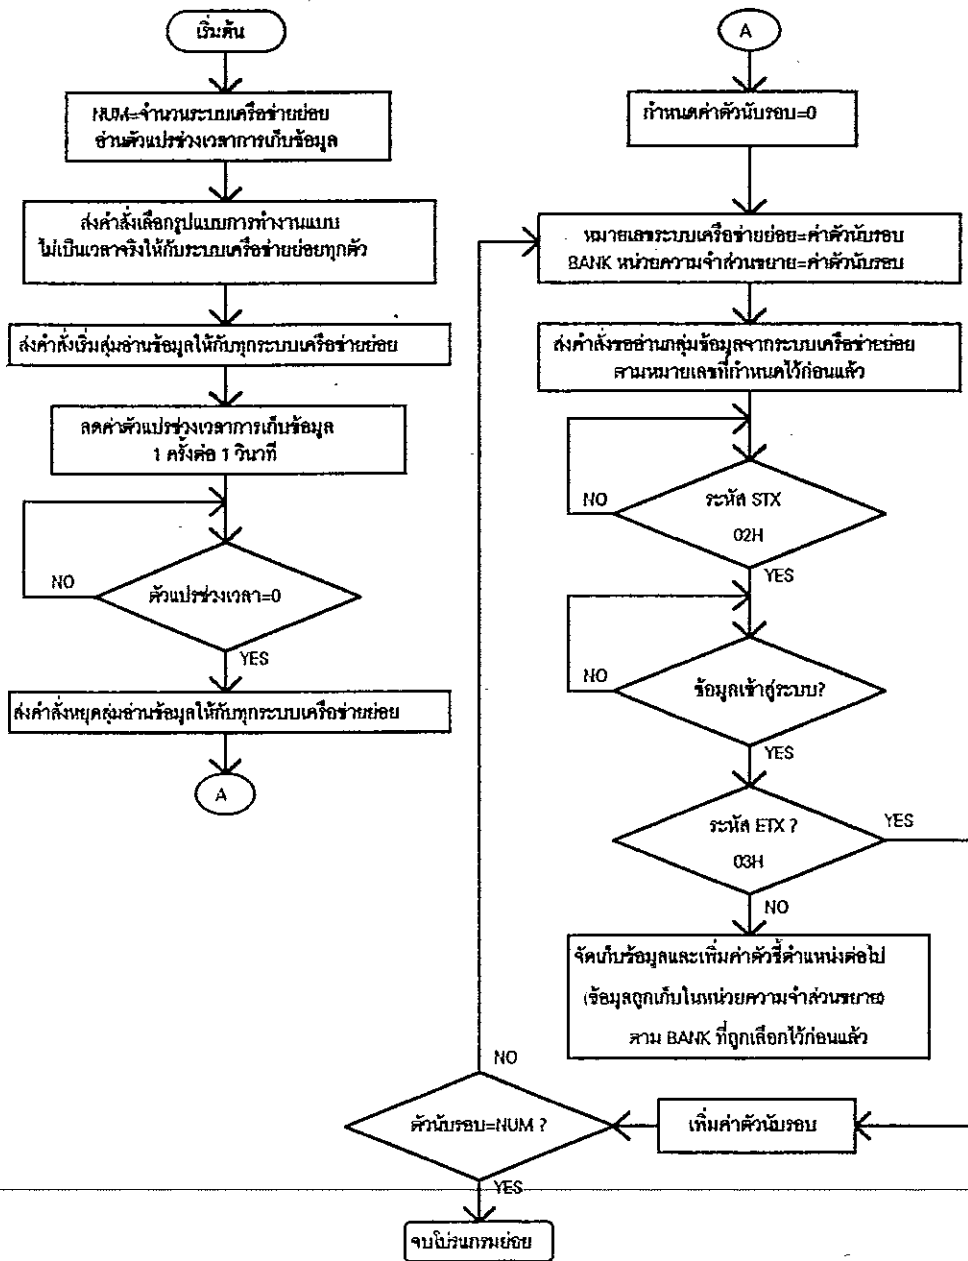 เริ่มต้น
NUM=จำนวนระบบเครือข่ายย่อย
อ่านตัวแปรช่วงเวลาการเก็บข้อมูล
ส่งคำสั่งเลือกรูปแบบการทำงานแบบ
ไม่เป็นเวลาจริงให้กับระบบเครือข่ายย่อยทุกตัว
ส่งคำสั่งเริ่มสุ่มอ่านข้อมูลให้กับทุกระบบเครือข่ายย่อย
ลดค่าตัวแปรช่วงเวลาการเก็บข้อมูล
1 ครั้งต่อ 1 วินาที
NO
ตัวแปรช่วงเวลา=0
YES
ส่งคำสั่งหยุดสุ่มอ่านข้อมูลให้กับทุกระบบเครือข่ายย่อย
A
A
กำหนดค่าตัวนับรอบ=0
หมายเลขระบบเครือข่ายย่อย=ค่าตัวนับรอบ
BANK หน่วยความจำส่วนขยาย=ค่าตัวนับรอบ
ส่งคำสั่งขออ่านกลุ่มข้อมูลจากระบบเครือข่ายย่อย
ตามหมายเลขที่กำหนดไว้ก่อนแล้ว
NO
ระหัส STX
02H
YES
NO
ข้อมูลเข้าสู่ระบบ?
YES
ระหัส ETX ?
03H
YES
NO
จัดเก็บข้อมูลและเพิ่มค่าตัวชี้ตำแหน่งต่อไป
(ข้อมูลถูกเก็บในหน่วยความจำส่วนขยาย)
ตาม BANK ที่ถูกเลือกไว้ก่อนแล้ว
NO
ตัวนับรอบ=NUM ?
เพิ่มค่าตัวนับรอบ
YES
จบโปรแกรมย่อย